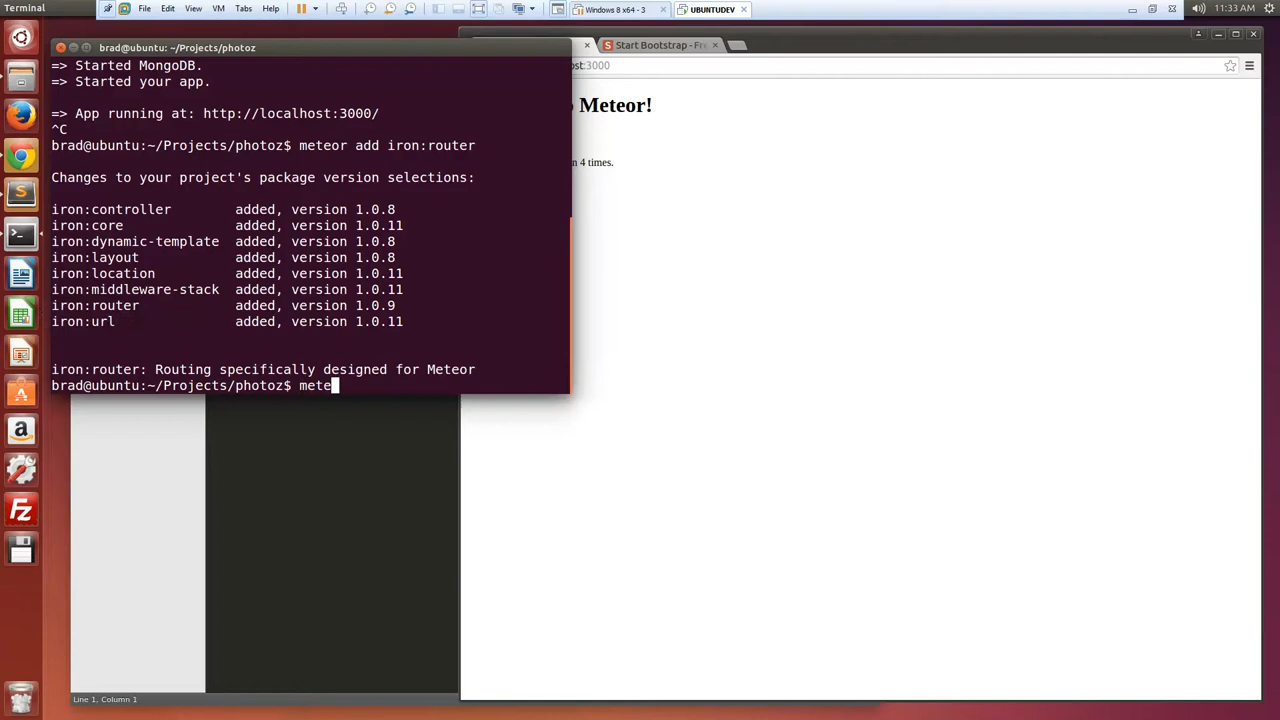 Terminal
File Edit View VM Tabs Help
Windows 8 x64 - 3
UBUNTUDEV
11:33 AM
brad@ubuntu: ~/Projects/photoz
Start Bootstrap - Fre
:3000
=> Started MongoDB.
=> Started your app.
=> App running at: http://localhost:3000/
^C
brad@ubuntu:~/Projects/photoz$ meteor add iron:router
Changes to your project's package version selections:
iron:controller added, version 1.0.8
iron:core added, version 1.0.11
iron:dynamic-template added, version 1.0.8
iron:layout added, version 1.0.8
iron:location added, version 1.0.11
iron:middleware-stack added, version 1.0.11
iron:router added, version 1.0.9
iron:url added, version 1.0.11
iron:router: Routing specifically designed for Meteor
brad@ubuntu:~/Projects/photoz$ mete
Meteor!
4 times.
Line 1, Column 1